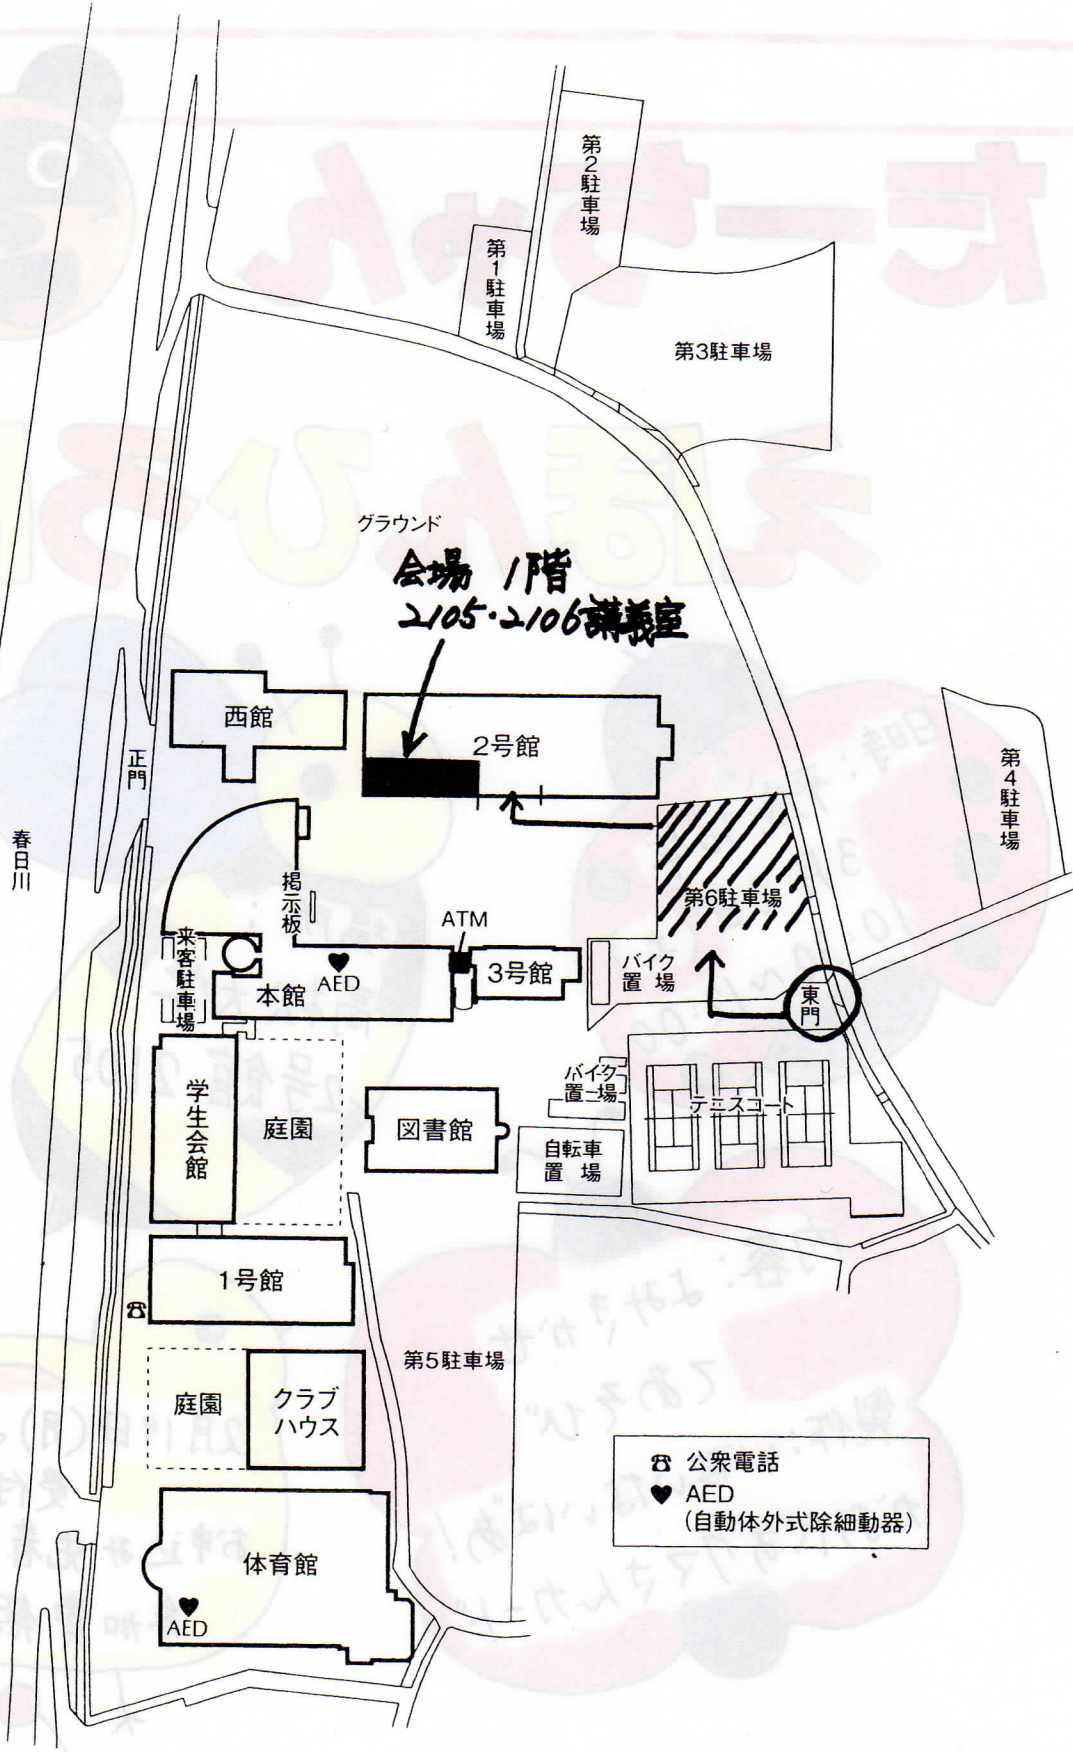 第2駐車場
第1駐車場
第3駐車場
グラウンド
会場 1階
2105・2106講義室
西館
2号館
正門
第4駐車場
春日川
掲示板
第6駐車場
ATM
来客駐車場
AED
本館
3号館
バイク
置場
東門
学生会館
庭園
図書館
バイク
置場
テニスコート
自転車
置場
1号館
第5駐車場
庭園
クラブ
ハウス
公衆電話
AED
(自動体外式除細動器)
体育館
AED